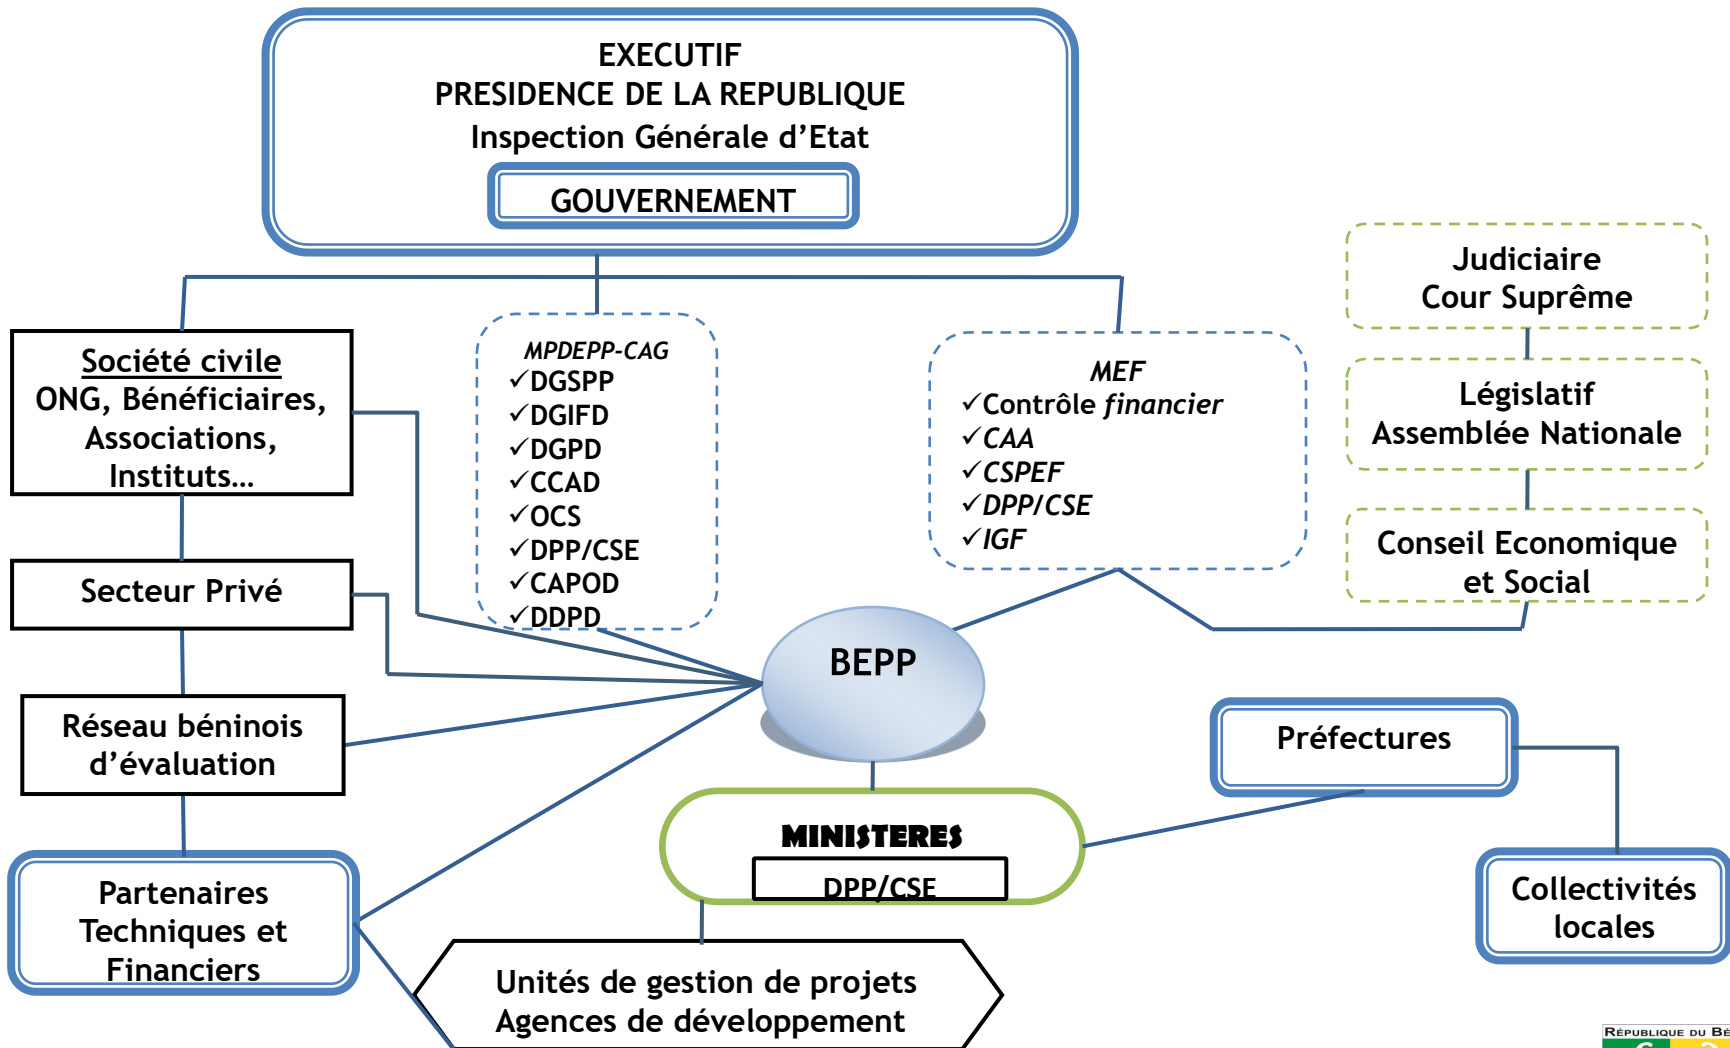 EXECUTIF
PRESIDENCE DE LA REPUBLIQUE
Inspection Générale d’Etat
GOUVERNEMENT
Société civile
ONG, Bénéficiaires,
Associations,
Instituts…
Secteur Privé
Réseau béninois
d’évaluation
Partenaires
Techniques et
Financiers
MPDEPP-CAG
✓DGSPP
✓DGIFD
✓DGPD
✓CCAD
✓OCS
✓DPP/CSE
✓CAPOD
✓DDPD
MEF
✓Contrôle financier
✓CAA
✓CSPEF
✓DPP/CSE
✓IGF
Judiciaire
Cour Suprême
Législatif
Assemblée Nationale
Conseil Economique
et Social
BEPP
MINISTERES
DPP/CSE
Unités de gestion de projets
Agences de développement
Préfectures
Collectivités
locales
RÉPUBLIQUE DU